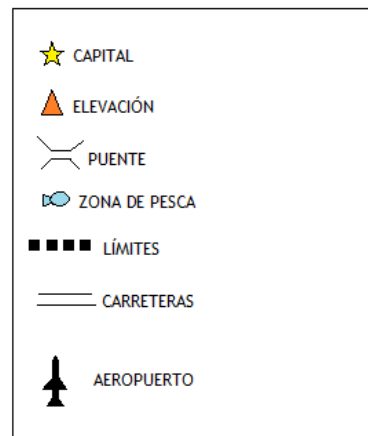 CAPITAL
ELEVACIÓN
PUENTE
ZONA DE PESCA
LÍMITES
CARRETERAS
AEROPUERTO